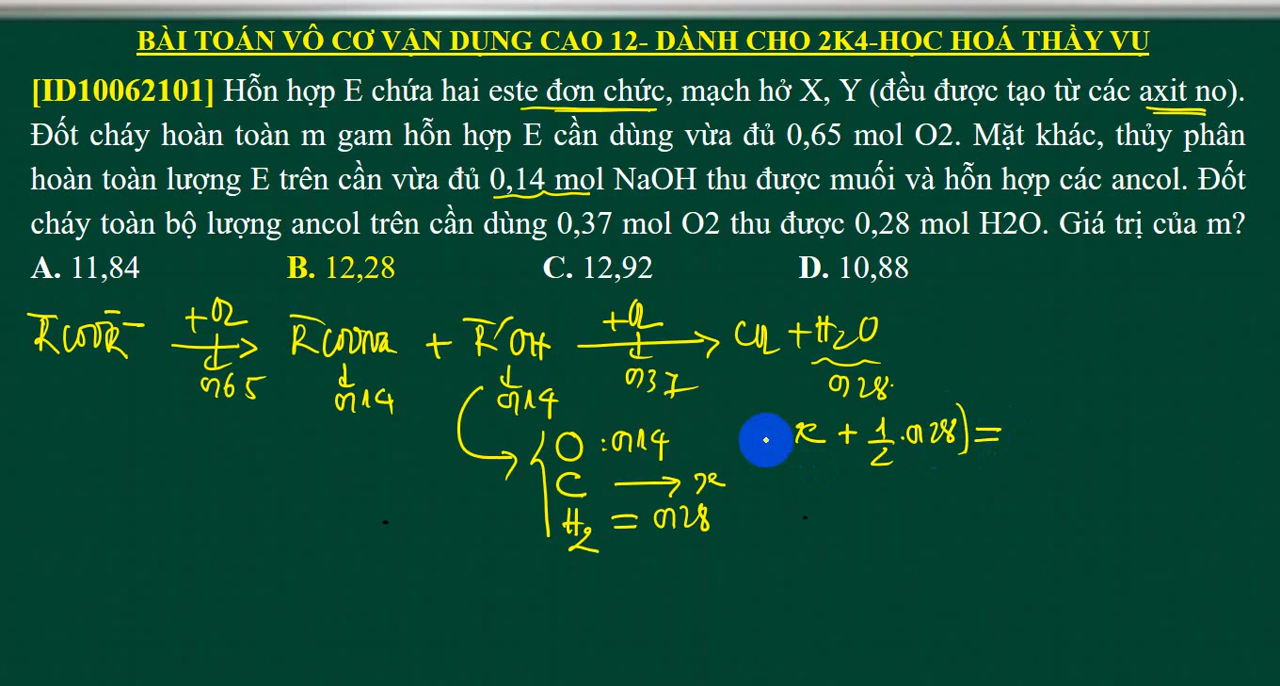 BÀI TOÁN VÔ CƠ VẬN DỤNG CAO 12- DÀNH CHO 2K4-HỌC HOÁ THẦY VỤ
[ID10062101] Hỗn hợp E chứa hai este đơn chức, mạch hở X, Y (đều được tạo từ các axit no).
Đốt cháy hoàn toàn m gam hỗn hợp E cần dùng vừa đủ 0,65 mol O2. Mặt khác, thủy phân
hoàn toàn lượng E trên cần vừa đủ 0,14 mol NaOH thu được muối và hỗn hợp các ancol. Đốt
cháy toàn bộ lượng ancol trên cần dùng 0,37 mol O2 thu được 0,28 mol H2O. Giá trị của m?
A. 11,84 B. 12,28 C. 12,92 D. 10,88
+O2 +O2
R̅COOR̅' → R̅COONa + R̅'OH → CO2 + H2O
0,65 0,14 0,14 0,37 0,28
O : 0,14 x + 1/2 . 0,28) =
C → x
H2 = 0,28